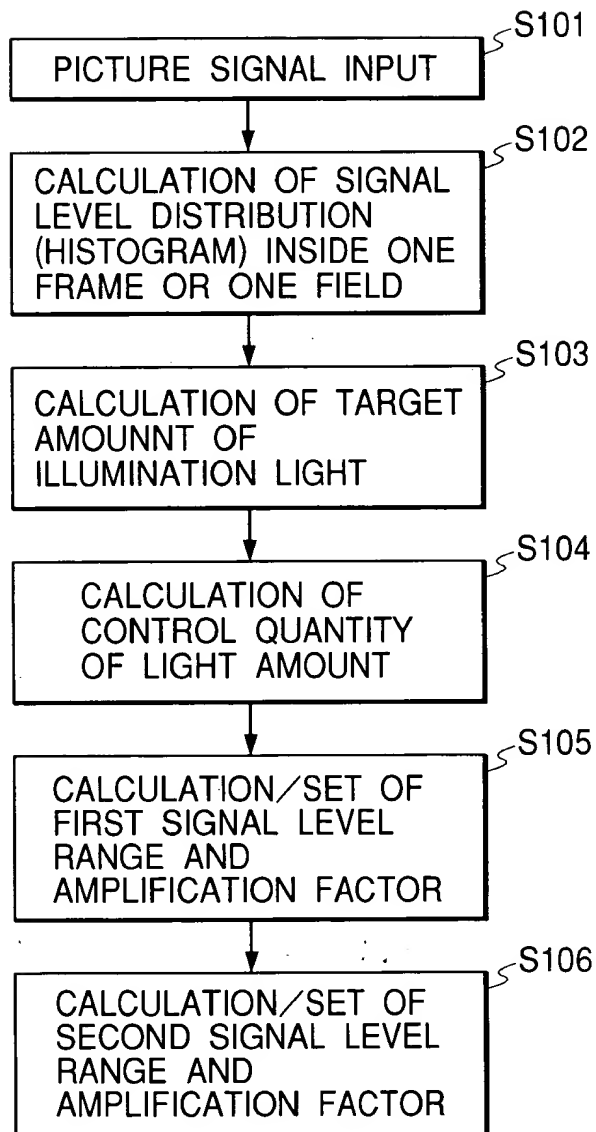 S101
PICTURE SIGNAL INPUT
S102
CALCULATION OF SIGNAL
LEVEL DISTRIBUTION
(HISTOGRAM) INSIDE ONE
FRAME OR ONE FIELD
S103
CALCULATION OF TARGET
AMOUNNT OF
ILLUMINATION LIGHT
S104
CALCULATION OF
CONTROL QUANTITY
OF LIGHT AMOUNT
S105
CALCULATION/SET OF
FIRST SIGNAL LEVEL
RANGE AND
AMPLIFICATION FACTOR
S106
CALCULATION/SET OF
SECOND SIGNAL LEVEL
RANGE AND
AMPLIFICATION FACTOR